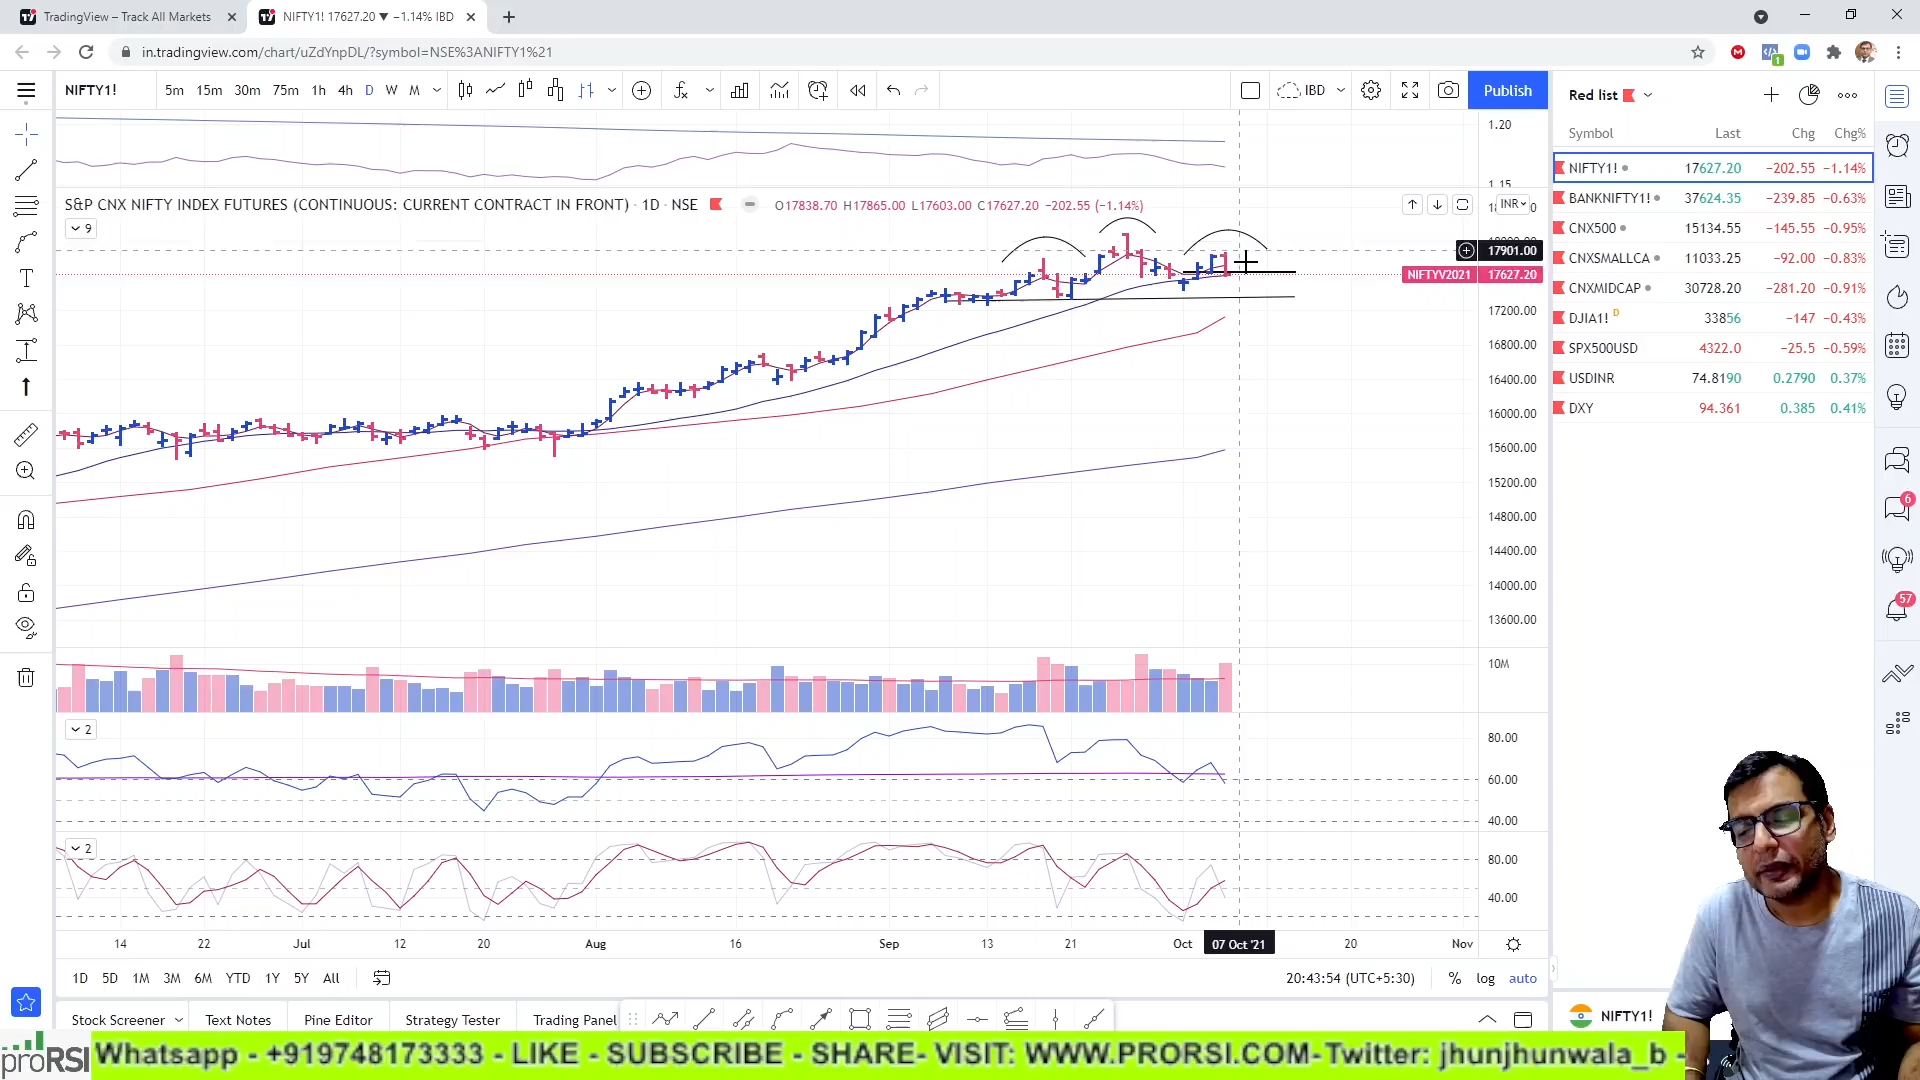 TradingView – Track All Markets
NIFTY1! 17627.20 ▼ −1.14% IBD
in.tradingview.com/chart/uZdYnpDL/?symbol=NSE%3ANIFTY1%21
NIFTY1! 5m 15m 30m 75m 1h 4h D W M IBD Publish
Red list
Symbol Last Chg Chg%
NIFTY1! 17627.20 −202.55 −1.14%
BANKNIFTY1! 37624.35 −239.85 −0.63%
CNX500 15134.55 −145.55 −0.95%
CNXSMALLCA 11033.25 −92.00 −0.83%
CNXMIDCAP 30728.20 −281.20 −0.91%
DJIA1! D 33856 −147 −0.43%
SPX500USD 4322.0 −25.5 −0.59%
USDINR 74.8190 0.2790 0.37%
DXY 94.361 0.385 0.41%
6
57
1.20
1.15
S&P CNX NIFTY INDEX FUTURES (CONTINUOUS: CURRENT CONTRACT IN FRONT) · 1D · NSE O17838.70 H17865.00 L17603.00 C17627.20 −202.55 (−1.14%)
INR
9
17901.00
NIFTYV2021 17627.20
17200.00
16800.00
16400.00
16000.00
15600.00
15200.00
14800.00
14400.00
14000.00
13600.00
10M
2
80.00
60.00
40.00
2
80.00
40.00
14 22 Jul 12 20 Aug 16 Sep 13 21 Oct 07 Oct '21 20 Nov
1D 5D 1M 3M 6M YTD 1Y 5Y All 20:43:54 (UTC+5:30) % log auto
Stock Screener Text Notes Pine Editor Strategy Tester Trading Panel
NIFTY1!
proRSI
Whatsapp - +919748173333 - LIKE - SUBSCRIBE - SHARE- VISIT: WWW.PRORSI.COM-Twitter: jhunjhunwala_b -